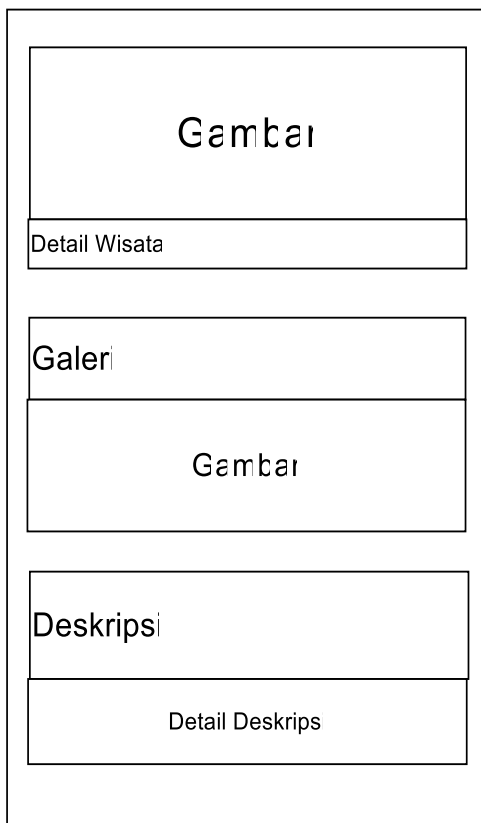 Gambar
Detail Wisata
Galeri
Gambar
Deskripsi
Detail Deskripsi